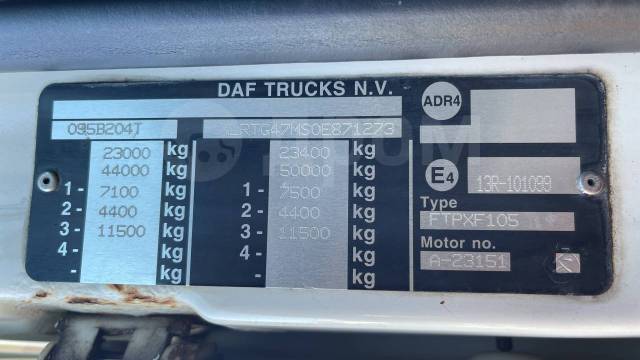 DAF TRUCKS N.V.
ADR4
095B204T
23000 kg 23400 kg
44000 kg 50000 kg
1- 7100 kg 1- 7500 kg
2- 4400 kg 2- 4400 kg
3- 11500 kg 3- 11500 kg
4- kg 4- kg
- kg - kg
E4 13R-101099
Type
FTPXF105
Motor no.
A-23151